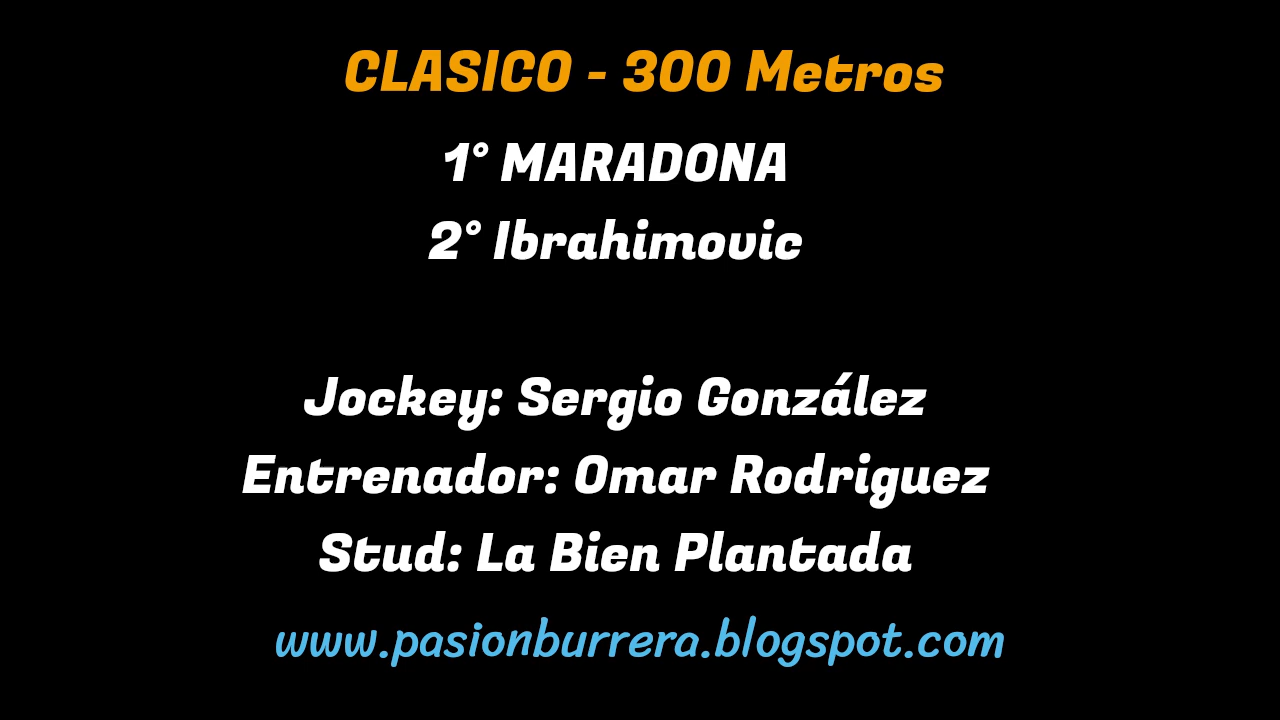 CLASICO - 300 Metros
1° MARADONA
2° Ibrahimovic
Jockey: Sergio González
Entrenador: Omar Rodriguez
Stud: La Bien Plantada
www.pasionburrera.blogspot.com